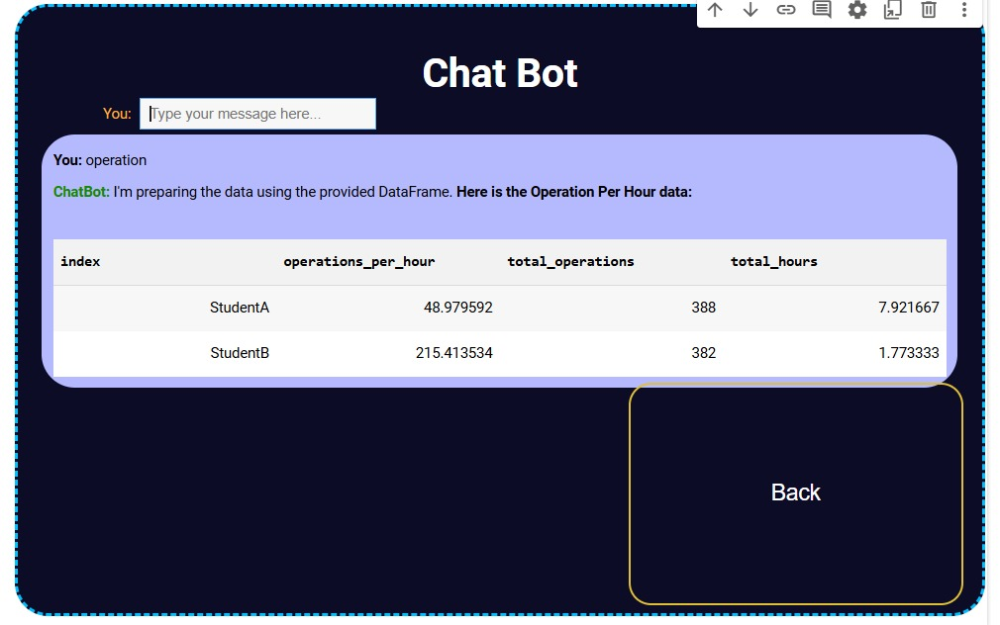 Chat Bot
You: Type your message here...
You: operation
ChatBot: I'm preparing the data using the provided DataFrame. Here is the Operation Per Hour data:
index operations_per_hour total_operations total_hours
StudentA 48.979592 388 7.921667
StudentB 215.413534 382 1.773333
Back